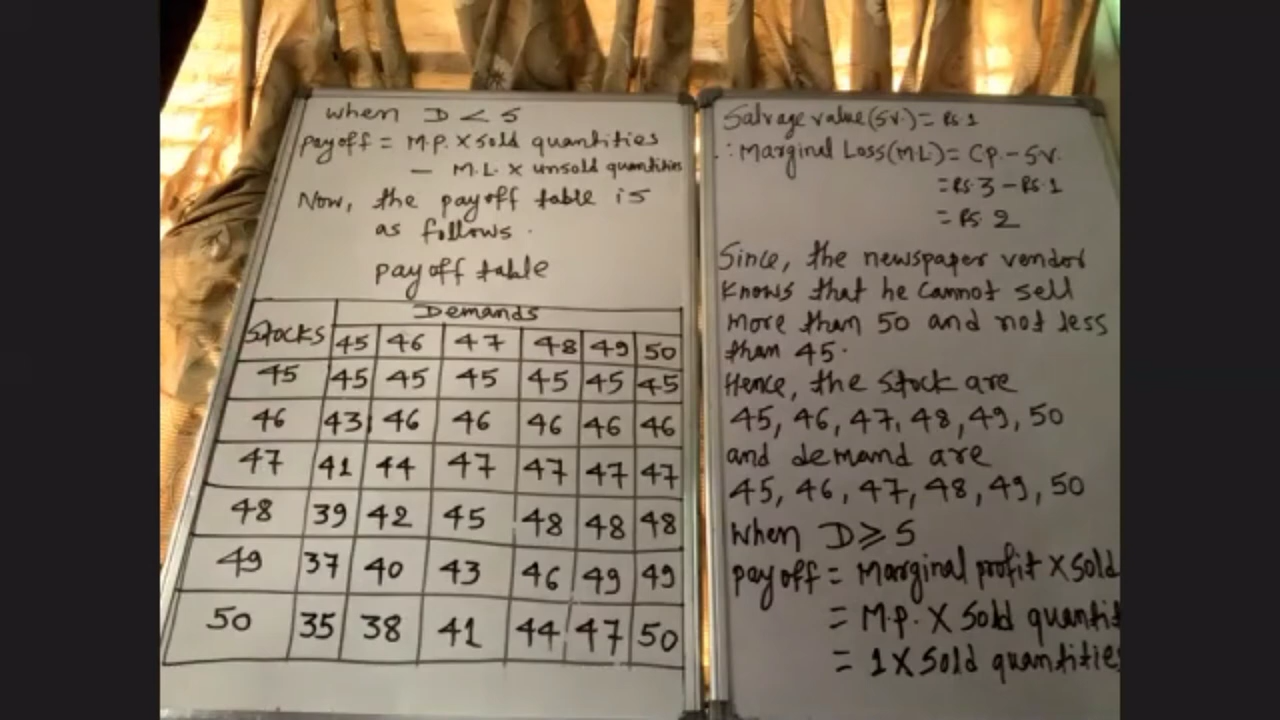 when D < S
payoff = M.P. × sold quantities
– M.L. × unsold quantities
Now, the payoff table is
as follows.
payoff table
Stocks Demands
45 46 47 48 49 50
45 45 45 45 45 45 45
46 43 46 46 46 46 46
47 41 44 47 47 47 47
48 39 42 45 48 48 48
49 37 40 43 46 49 49
50 35 38 41 44 47 50
Salvage value (S.V.) = Rs. 1
∴ Marginal Loss (M.L) = C.P. – S.V.
= Rs. 3 – Rs. 1
= Rs. 2
Since, the newspaper vendor
knows that he cannot sell
more than 50 and not less
than 45.
Hence, the stock are
45, 46, 47, 48, 49, 50
and demand are
45, 46, 47, 48, 49, 50
when D ≥ S
payoff = Marginal profit × sold
= M.P. × sold quantit
= 1 × sold quantities